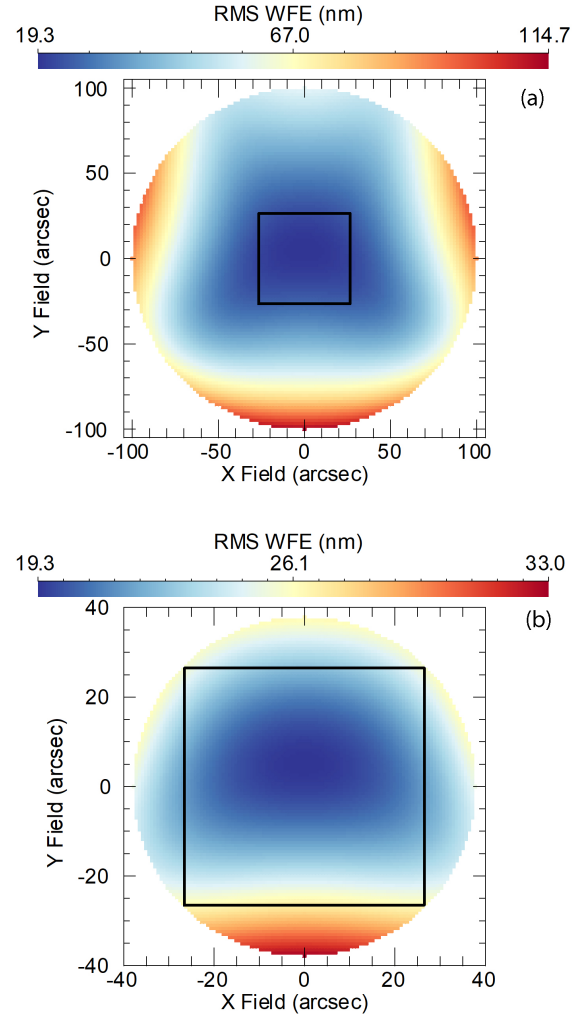 RMS WFE (nm)
19.3 67.0 114.7
(a)
100
50
0
-50
-100
Y Field (arcsec)
-100 -50 0 50 100
X Field (arcsec)
RMS WFE (nm)
19.3 26.1 33.0
(b)
40
20
0
-20
-40
Y Field (arcsec)
-40 -20 0 20 40
X Field (arcsec)